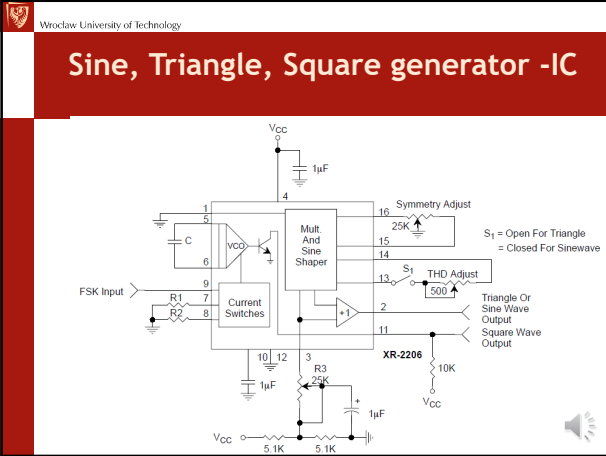 Wrocław University of Technology
Sine, Triangle, Square generator -IC
VCC
1µF
4
1
5
C
VCO
6
Mult.
And
Sine
Shaper
16
Symmetry Adjust
25K
15
14
S1 = Open For Triangle
= Closed For Sinewave
13
S1
THD Adjust
500
FSK Input
9
R1
7
R2
8
Current
Switches
+1
2
Triangle Or
Sine Wave
Output
11
Square Wave
Output
XR-2206
10
12
3
R3
25K
1µF
10K
VCC
+
1µF
VCC
5.1K
5.1K